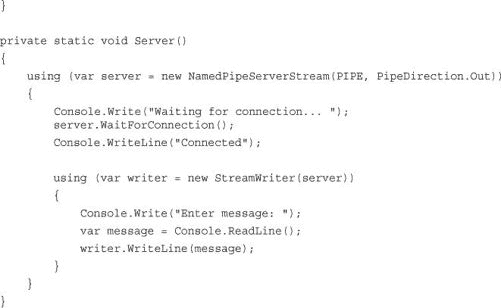 }
private static void Server()
{
    using (var server = new NamedPipeServerStream(PIPE, PipeDirection.Out))
    {
        Console.Write("Waiting for connection... ");
        server.WaitForConnection();
        Console.WriteLine("Connected");
        using (var writer = new StreamWriter(server))
        {
            Console.Write("Enter message: ");
            var message = Console.ReadLine();
            writer.WriteLine(message);
        }
    }
}